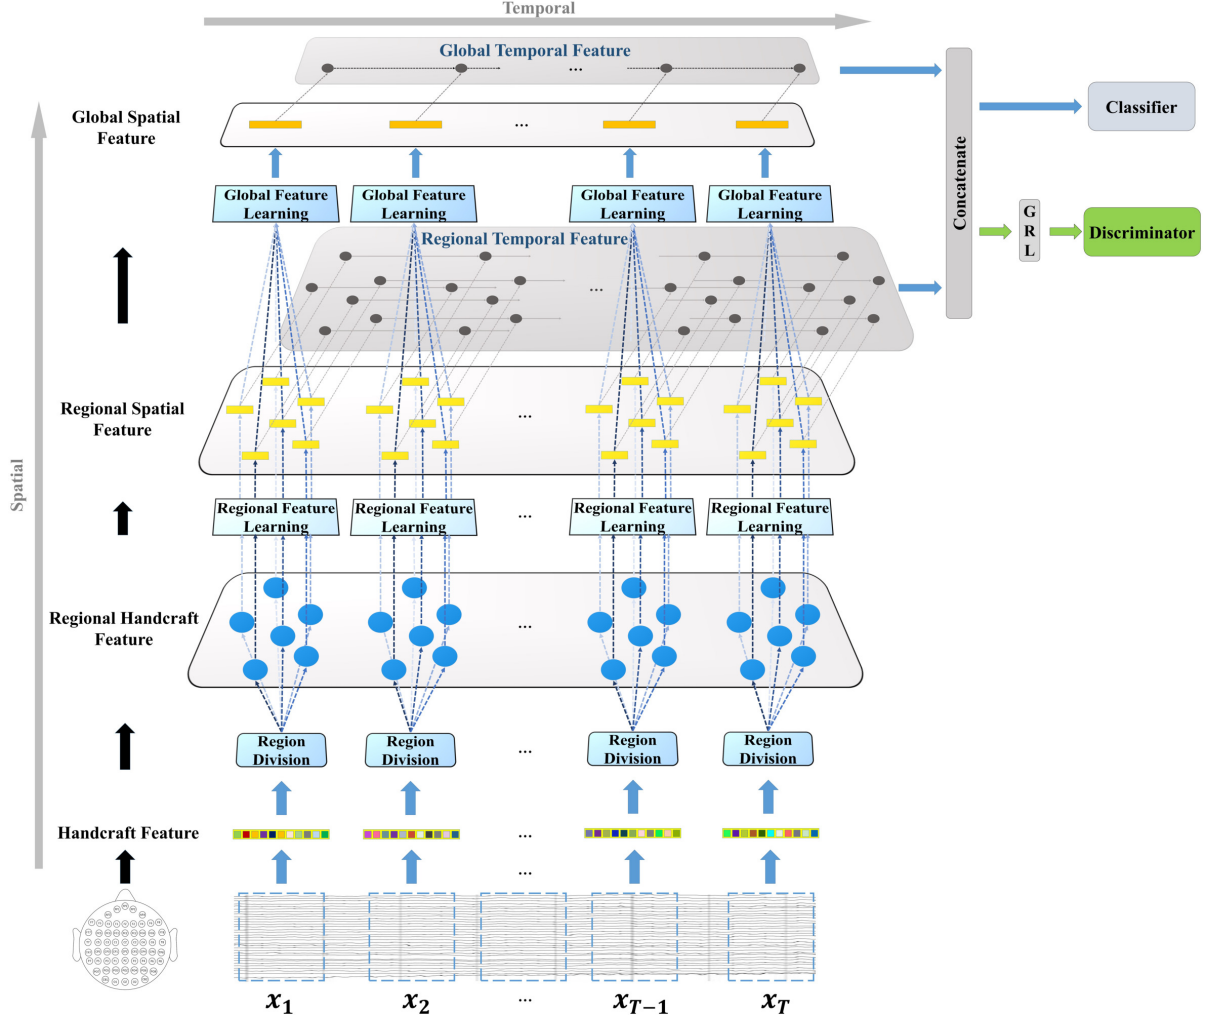 Temporal
Global Temporal Feature
...
Global Spatial
Feature
...
Classifier
Global Feature
Learning
Global Feature
Learning
Global Feature
Learning
Global Feature
Learning
Concatenate
G
R
L
Discriminator
Regional Temporal Feature
...
Regional Spatial
Feature
...
Spatial
Regional Feature
Learning
Regional Feature
Learning
...
Regional Feature
Learning
Regional Feature
Learning
Regional Handcraft
Feature
...
Region
Division
Region
Division
...
Region
Division
Region
Division
Handcraft Feature
...
...
x1
x2
...
xT−1
xT